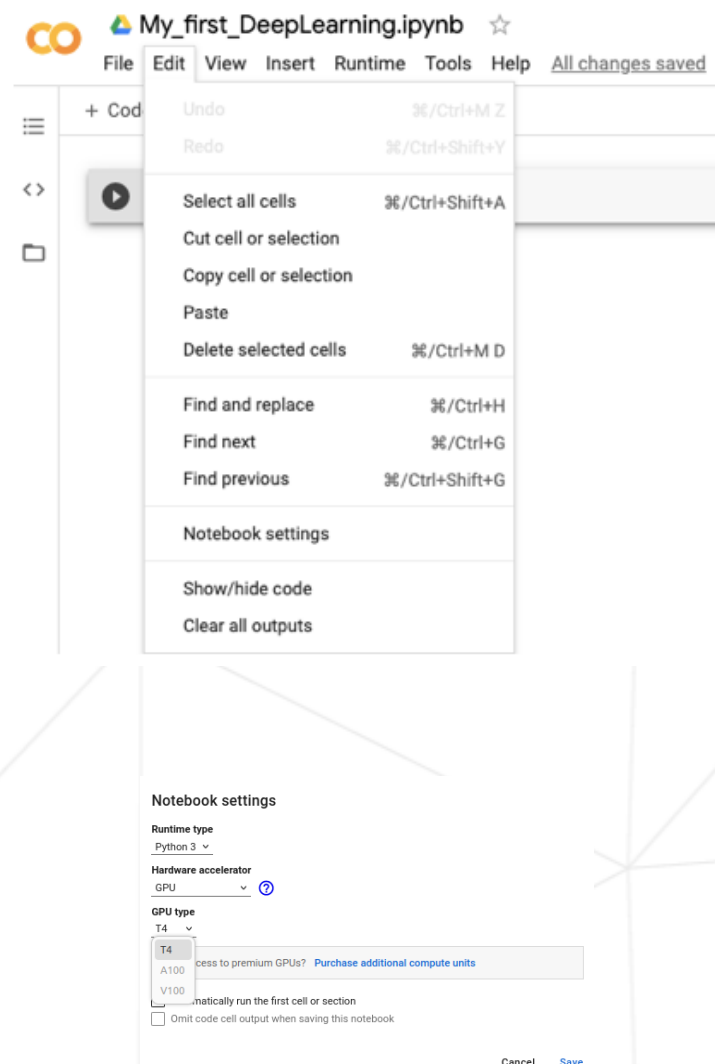 My_first_DeepLearning.ipynb
File Edit View Insert Runtime Tools Help All changes saved
+ Cod
Undo ⌘/Ctrl+M Z
Redo ⌘/Ctrl+Shift+Y
Select all cells ⌘/Ctrl+Shift+A
Cut cell or selection
Copy cell or selection
Paste
Delete selected cells ⌘/Ctrl+M D
Find and replace ⌘/Ctrl+H
Find next ⌘/Ctrl+G
Find previous ⌘/Ctrl+Shift+G
Notebook settings
Show/hide code
Clear all outputs
Notebook settings
Runtime type
Python 3
Hardware accelerator
GPU
GPU type
T4
T4
cess to premium GPUs? Purchase additional compute units
A100
V100
matically run the first cell or section
Omit code cell output when saving this notebook
Cancel Save